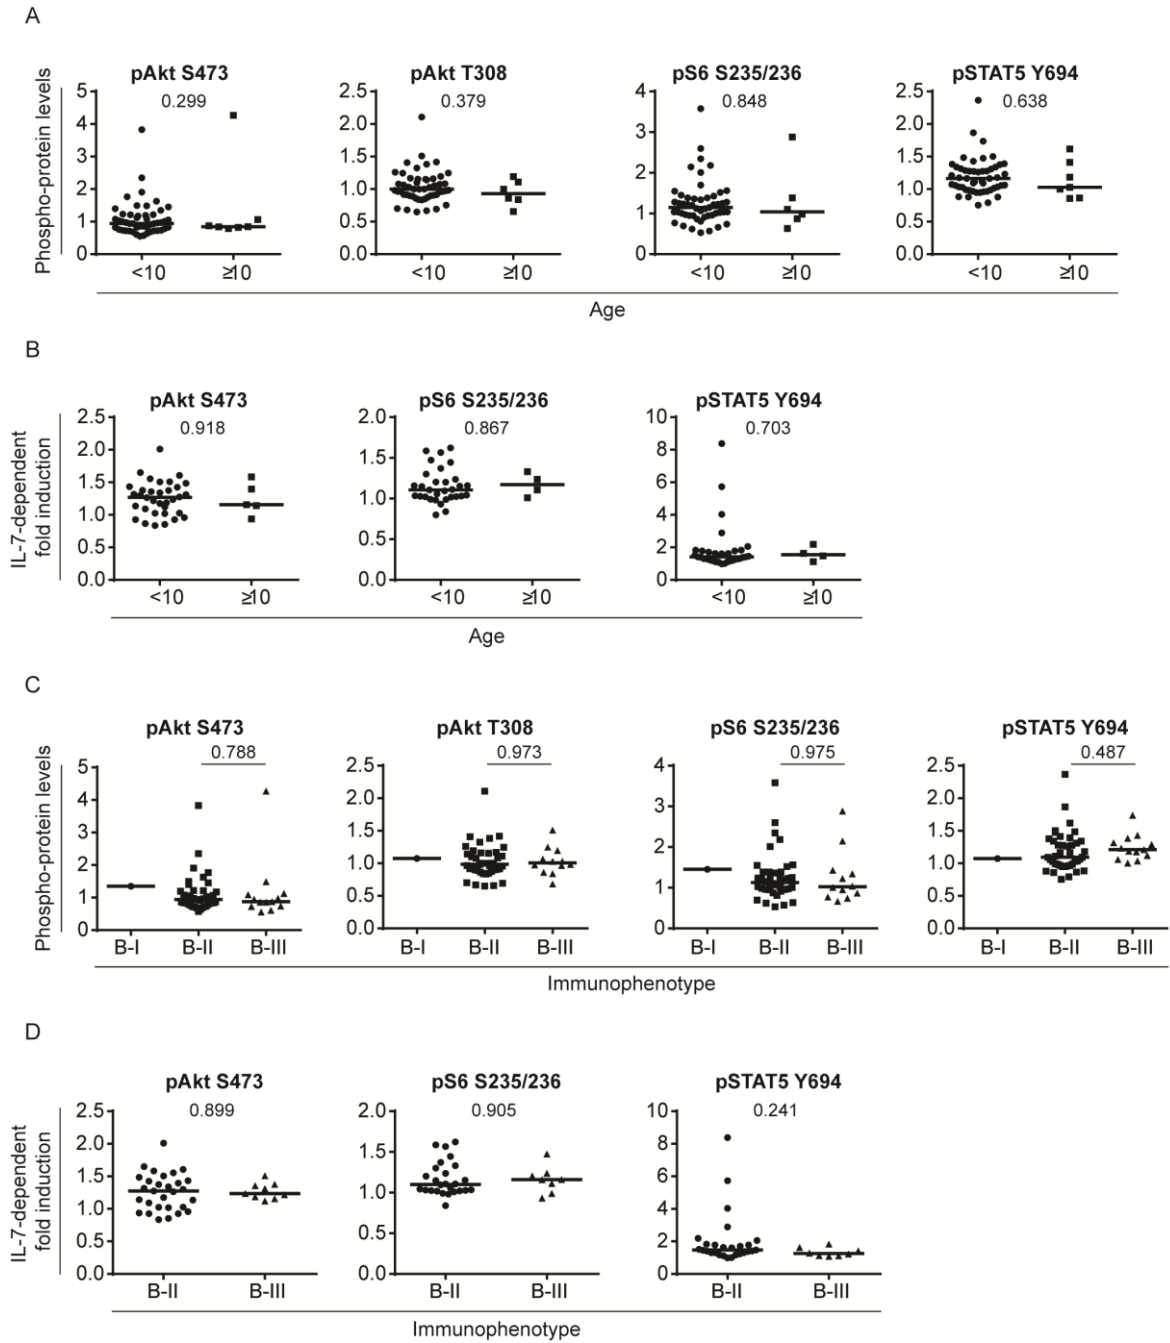 A
pAkt S473 pAkt T308 pS6 S235/236 pSTAT5 Y694
0.299 0.379 0.848 0.638
Phospho-protein levels
5 4 3 2 1 0
2.5 2.0 1.5 1.0 0.5 0.0
4 3 2 1 0
2.5 2.0 1.5 1.0 0.5 0.0
<10 ≥10 <10 ≥10 <10 ≥10 <10 ≥10
Age
B
pAkt S473 pS6 S235/236 pSTAT5 Y694
0.918 0.867 0.703
IL-7-dependent
fold induction
2.5 2.0 1.5 1.0 0.5 0.0
2.0 1.5 1.0 0.5 0.0
10 8 6 4 2 0
<10 ≥10 <10 ≥10 <10 ≥10
Age
C
pAkt S473 pAkt T308 pS6 S235/236 pSTAT5 Y694
0.788 0.973 0.975 0.487
Phospho-protein levels
5 4 3 2 1 0
2.5 2.0 1.5 1.0 0.5 0.0
4 3 2 1 0
2.5 2.0 1.5 1.0 0.5 0.0
B-I B-II B-III B-I B-II B-III B-I B-II B-III B-I B-II B-III
Immunophenotype
D
pAkt S473 pS6 S235/236 pSTAT5 Y694
0.899 0.905 0.241
IL-7-dependent
fold induction
2.5 2.0 1.5 1.0 0.5 0.0
2.0 1.5 1.0 0.5 0.0
10 8 6 4 2 0
B-II B-III B-II B-III B-II B-III
Immunophenotype